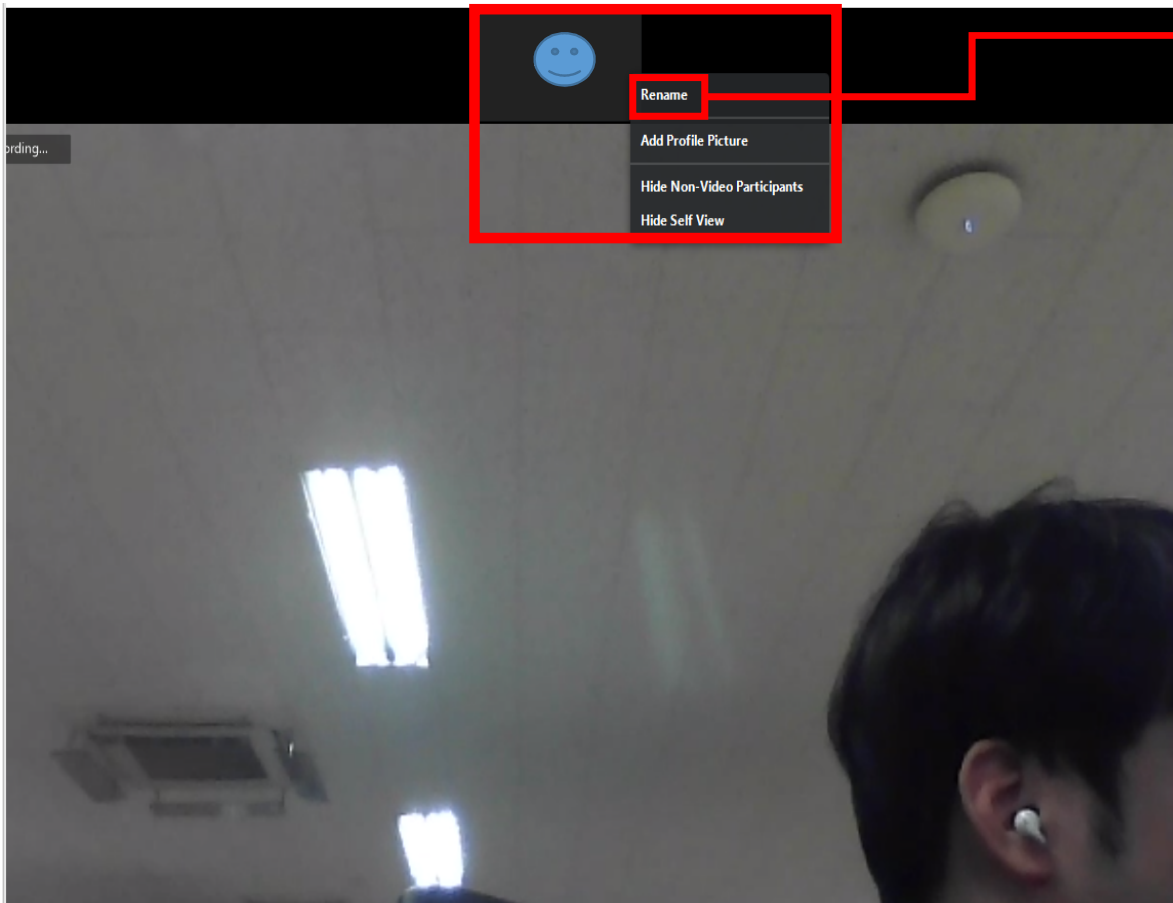 Rename
Add Profile Picture
ording...
Hide Non-Video Participants
Hide Self View